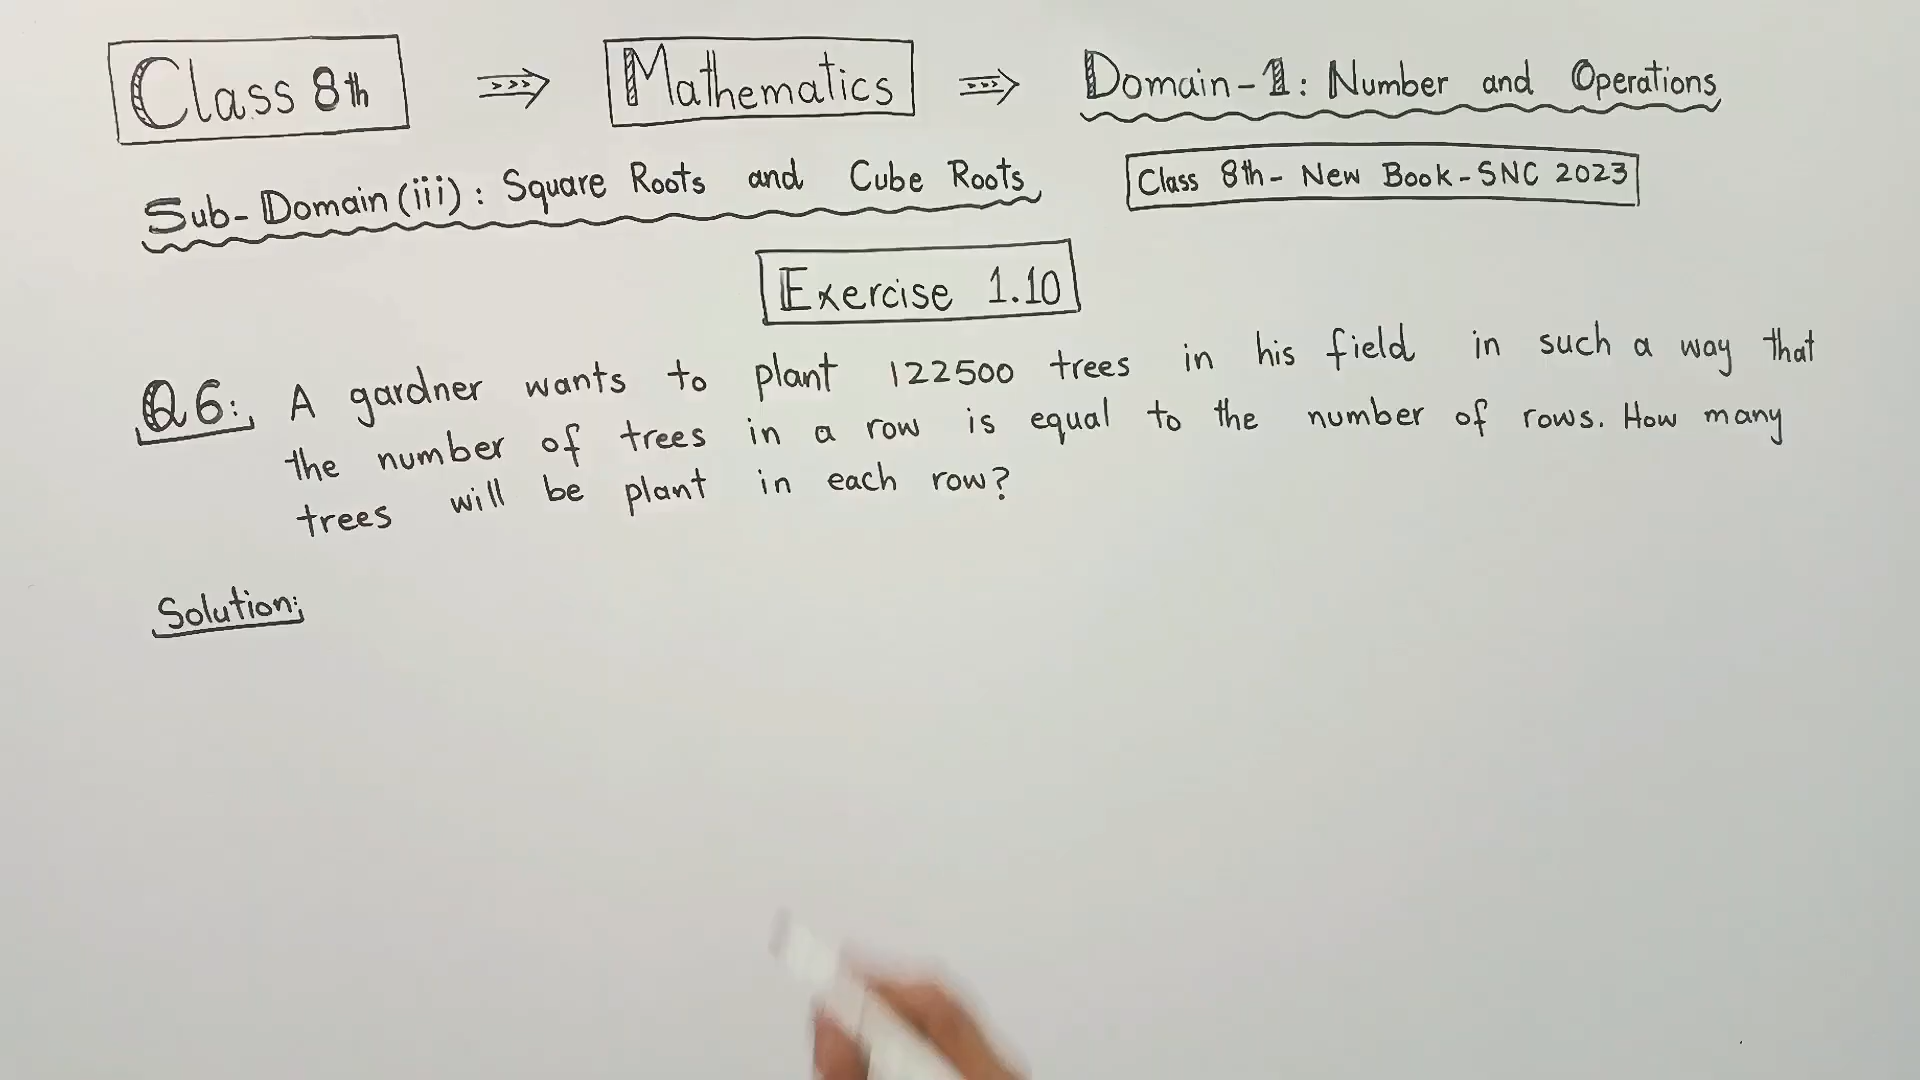 Class 8th ⇒ Mathematics ⇒ Domain-1: Number and Operations
Sub-Domain (iii): Square Roots and Cube Roots
Class 8th - New Book - SNC 2023
Exercise 1.10
Q6: A gardner wants to plant 122500 trees in his field in such a way that
the number of trees in a row is equal to the number of rows. How many
trees will be plant in each row?
Solution: